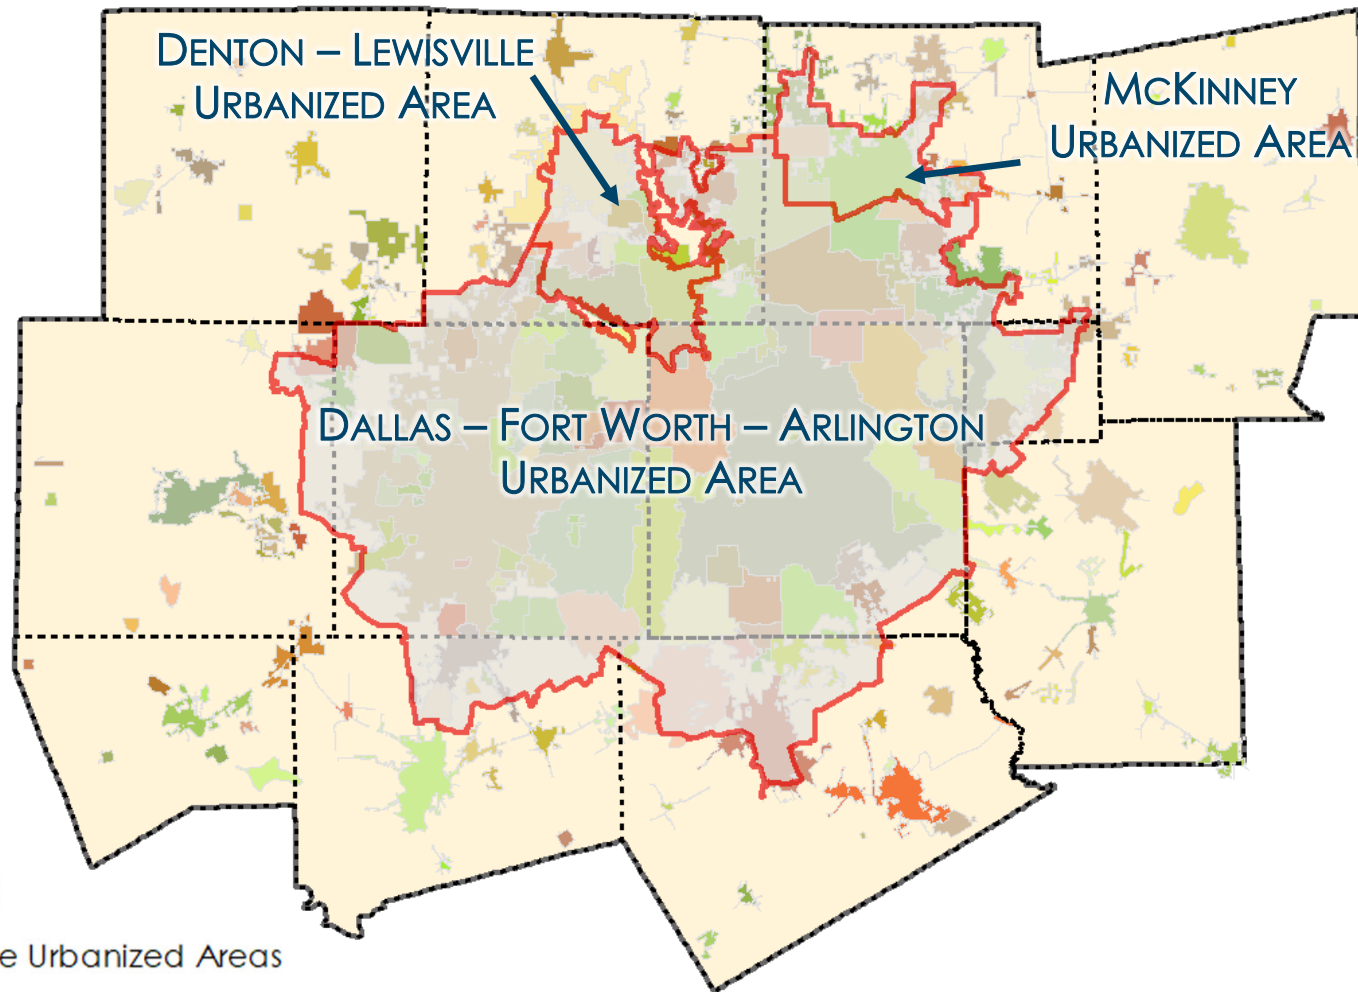 DENTON – LEWISVILLE
URBANIZED AREA
MCKINNEY
URBANIZED AREA
DALLAS – FORT WORTH – ARLINGTON
URBANIZED AREA
e Urbanized Areas